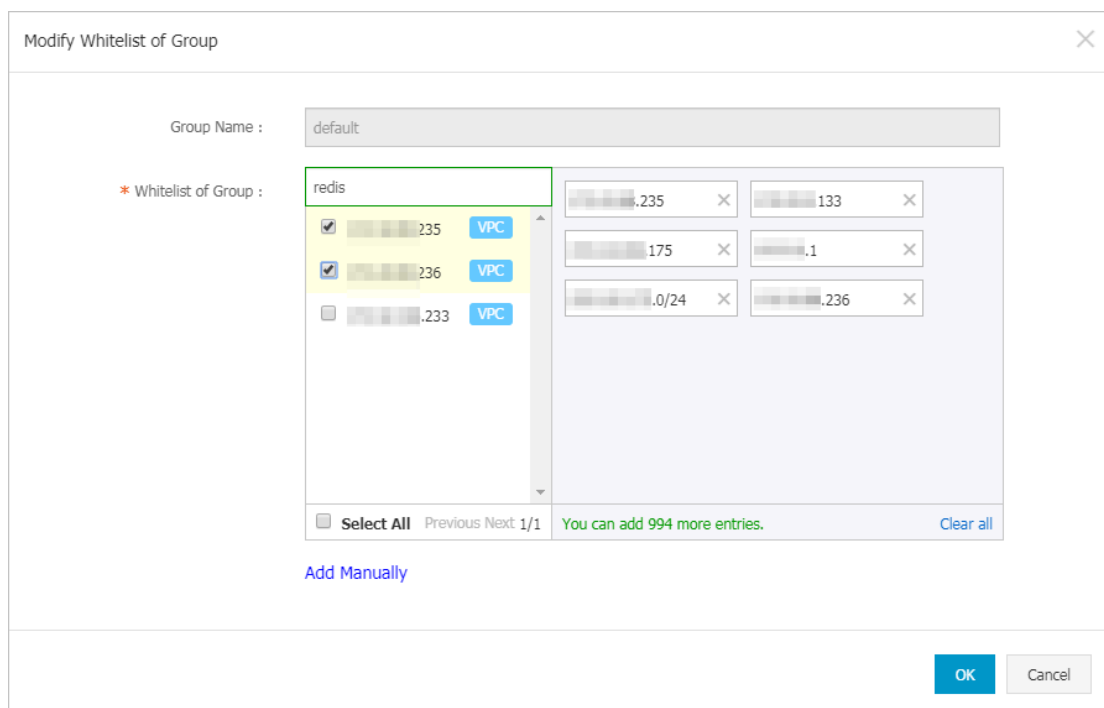 Modify Whitelist of Group
Group Name :
default
* Whitelist of Group :
redis
235 VPC
236 VPC
.233 VPC
Select All Previous Next 1/1
.235
133
.175
.1
.0/24
.236
You can add 994 more entries.
Clear all
Add Manually
OK
Cancel